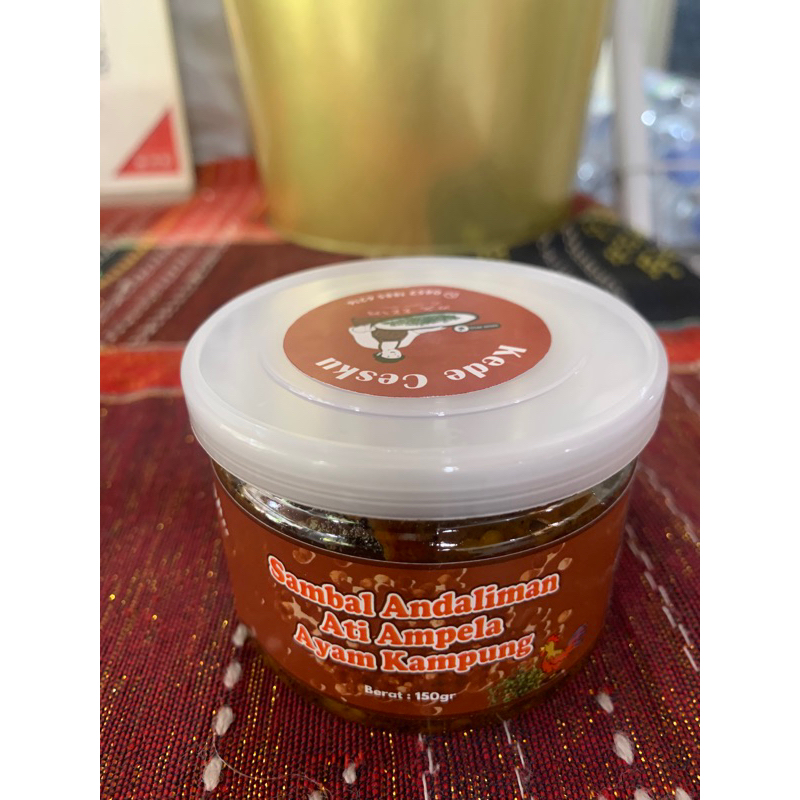 Kede Cesku
Sambal Andaliman
Ati Ampela
Ayam Kampung
Berat : 150gr